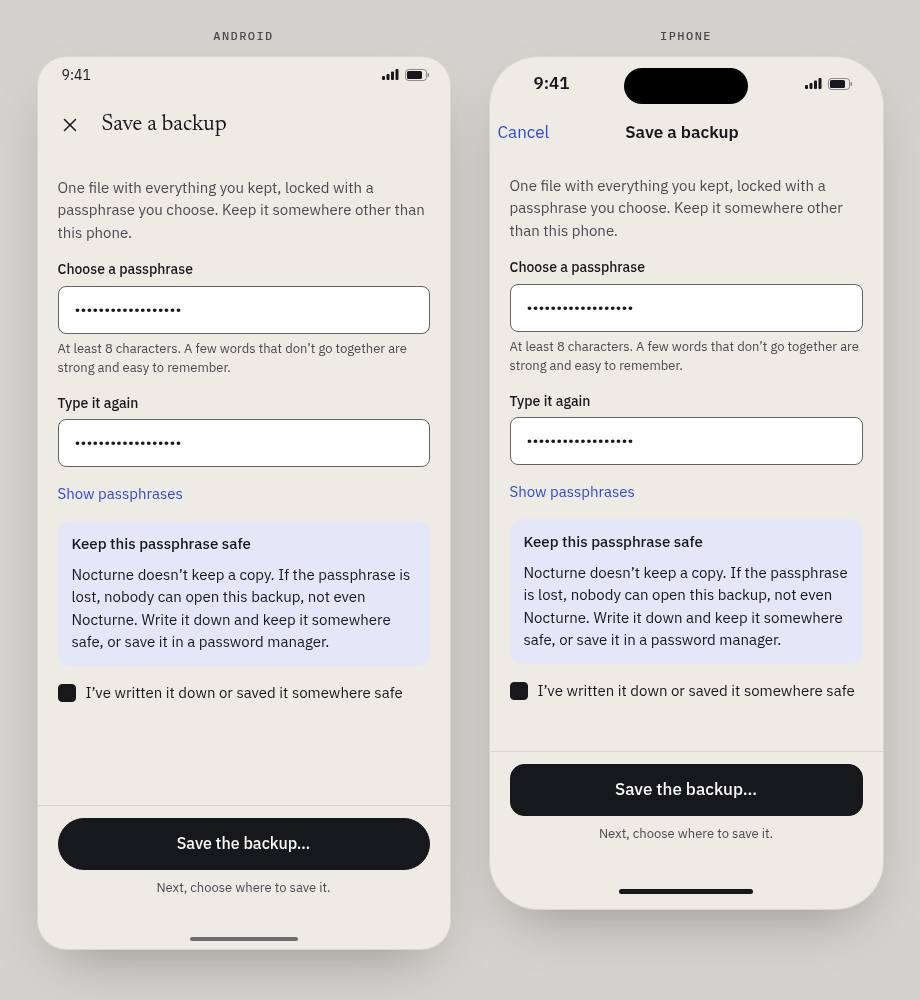 ANDROID
9:41
Save a backup
One file with everything you kept, locked with a
passphrase you choose. Keep it somewhere other than
this phone.
Choose a passphrase
•••••••••••••••••
At least 8 characters. A few words that don’t go together are
strong and easy to remember.
Type it again
•••••••••••••••••
Show passphrases
Keep this passphrase safe
Nocturne doesn’t keep a copy. If the passphrase is
lost, nobody can open this backup, not even
Nocturne. Write it down and keep it somewhere
safe, or save it in a password manager.
I’ve written it down or saved it somewhere safe
Save the backup…
Next, choose where to save it.
IPHONE
9:41
Cancel
Save a backup
One file with everything you kept, locked with a
passphrase you choose. Keep it somewhere other
than this phone.
Choose a passphrase
•••••••••••••••••
At least 8 characters. A few words that don’t go together are
strong and easy to remember.
Type it again
•••••••••••••••••
Show passphrases
Keep this passphrase safe
Nocturne doesn’t keep a copy. If the passphrase
is lost, nobody can open this backup, not even
Nocturne. Write it down and keep it somewhere
safe, or save it in a password manager.
I’ve written it down or saved it somewhere safe
Save the backup…
Next, choose where to save it.